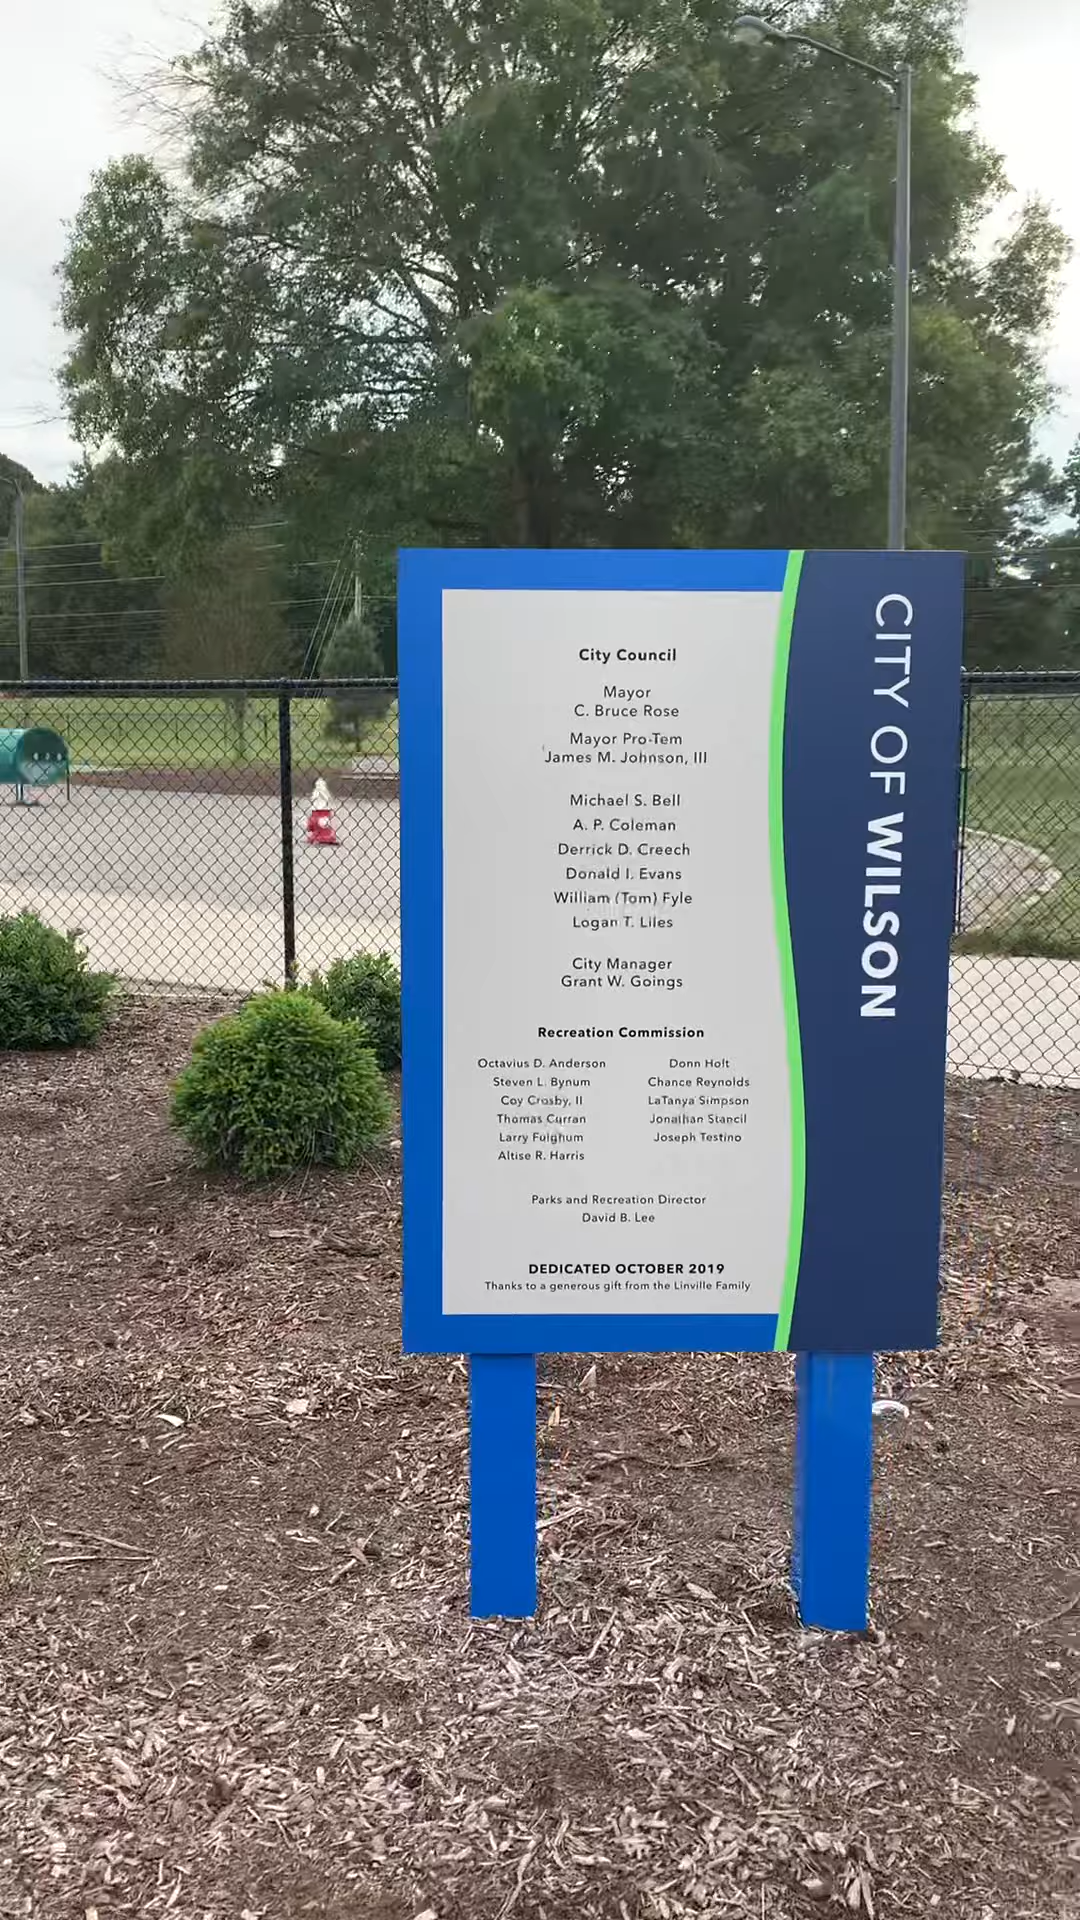 City Council
Mayor
C. Bruce Rose
Mayor Pro-Tem
James M. Johnson, III
Michael S. Bell
A. P. Coleman
Derrick D. Creech
Donald I. Evans
William (Tom) Fyle
Logan T. Liles
City Manager
Grant W. Goings
Recreation Commission
Octavius D. Anderson
Steven L. Bynum
Coy Crosby, II
Thomas Curran
Larry Fulghum
Altise R. Harris
Donn Holt
Chance Reynolds
LaTanya Simpson
Jonathan Stancil
Joseph Testino
Parks and Recreation Director
David B. Lee
DEDICATED OCTOBER 2019
Thanks to a generous gift from the Linville Family
CITY OF WILSON